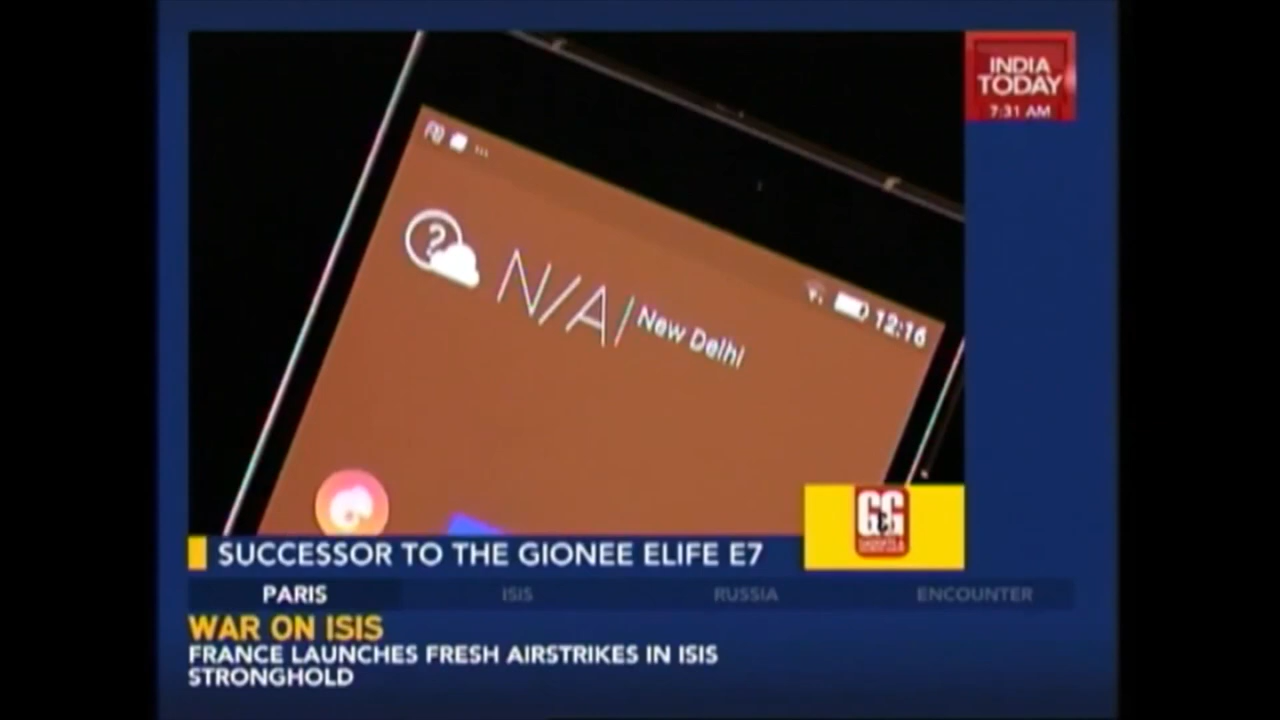 INDIA
TODAY
7:31 AM
12:16
?
N/A
New Delhi
G&G
SUCCESSOR TO THE GIONEE ELIFE E7
PARIS
ISIS
RUSSIA
ENCOUNTER
WAR ON ISIS
FRANCE LAUNCHES FRESH AIRSTRIKES IN ISIS
STRONGHOLD